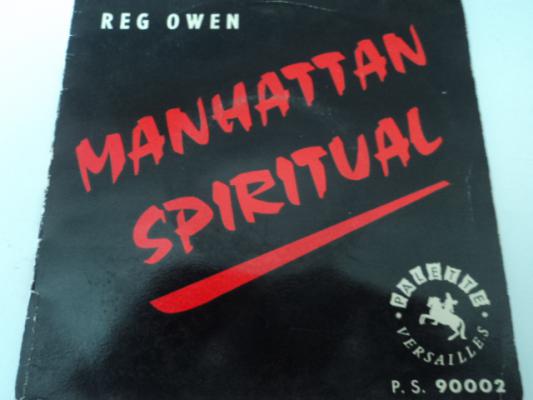 REG OWEN
MANHATTAN
SPIRITUAL
PALETTE
VERSAILLES
P. S. 90002